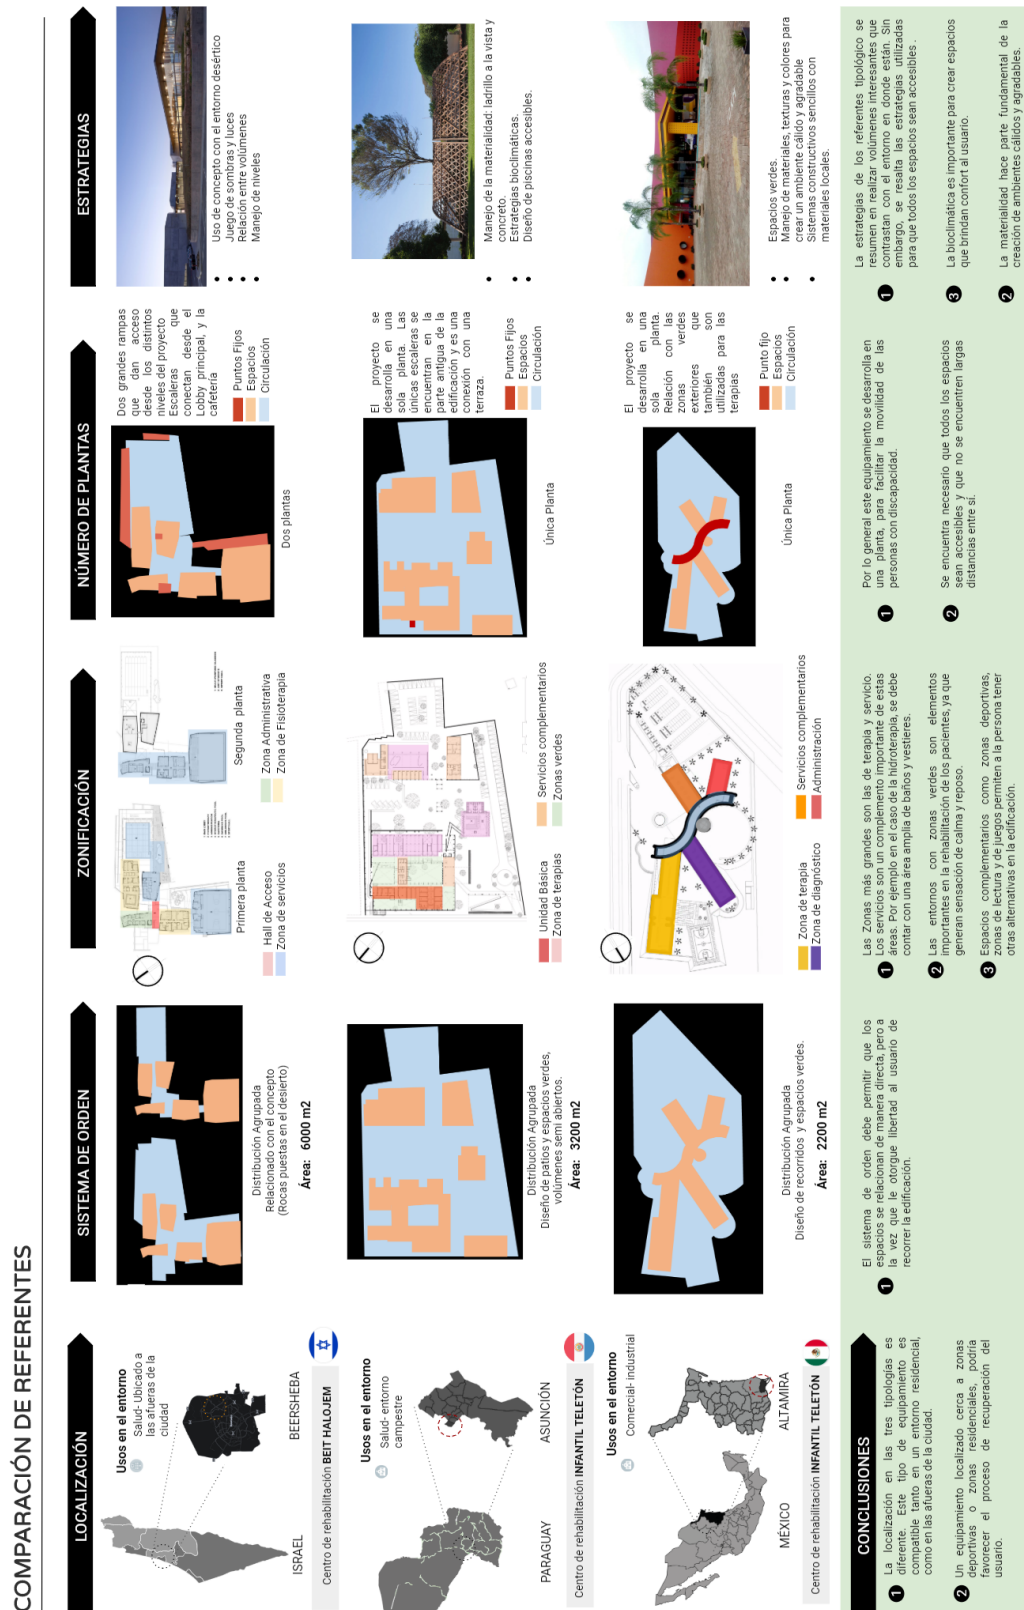 COMPARACIÓN DE REFERENTES
LOCALIZACIÓN
SISTEMA DE ORDEN
ZONIFICACIÓN
NÚMERO DE PLANTAS
ESTRATEGIAS
Usos en el entorno
Salud- Ubicado a
las afueras de la
ciudad
ISRAEL
BEERSHEBA
Centro de rehabilitación BEIT HALOJEM
Distribución Agrupada
Relacionado con el concepto
(Rocas puestas en el desierto)
Área: 6000 m2
Primera planta
Segunda planta
Hall de Acceso
Zona de servicios
Zona Administrativa
Zona de Fisioterapia
Dos plantas
Dos grandes rampas
que dan acceso
desde los distintos
niveles del proyecto
Escaleras que
conectan desde el
Lobby principal, y la
cafetería
Puntos Fijos
Espacios
Circulación
• Uso de concepto con el entorno desértico
• Juego de sombras y luces
• Relación entre volúmenes
• Manejo de niveles
Usos en el entorno
Salud- entorno
campestre
PARAGUAY
ASUNCIÓN
Centro de rehabilitación INFANTIL TELETÓN
Distribución Agrupada
Diseño de patios y espacios verdes,
volúmenes semi abiertos.
Área: 3200 m2
Unidad Básica
Zona de terapias
Servicios complementarios
Zonas verdes
Única Planta
El proyecto se
desarrolla en una
sola planta. Las
únicas escaleras se
encuentran en la
parte antigua de la
edificación y es una
conexión con una
terraza.
Puntos Fijos
Espacios
Circulación
• Manejo de la materialidad: ladrillo a la vista y
concreto.
• Estrategias bioclimáticas.
• Diseño de piscinas accesibles.
Usos en el entorno
Comercial- industrial
MÉXICO
ALTAMIRA
Centro de rehabilitación INFANTIL TELETÓN
Distribución Agrupada
Diseño de recorridos y espacios verdes.
Área: 2200 m2
Zona de terapia
Zona de diagnóstico
Servicios complementarios
Administración
Única Planta
El proyecto se
desarrolla en una
sola planta.
Relación con las
zonas verdes
exteriores que
también son
utilizadas para las
terapias
Punto fijo
Espacios
Circulación
• Espacios verdes.
• Manejo de materiales, texturas y colores para
crear un ambiente cálido y agradable
• Sistemas constructivos sencillos con
materiales locales.
CONCLUSIONES
1 La localización en las tres tipologías es
diferente. Este tipo de equipamiento es
compatible tanto en un entorno residencial,
como en las afueras de la ciudad.
2 Un equipamiento localizado cerca a zonas
deportivas o zonas residenciales, podría
favorecer el proceso de recuperación del
usuario.
1 El sistema de orden debe permitir que los
espacios se relacionan de manera directa, pero a
la vez que le otorgue libertad al usuario de
recorrer la edificación.
1 Las Zonas más grandes son las de terapia y servicio.
Los servicios son un complemento importante de estas
áreas. Por ejemplo en el caso de la hidroterapia, se debe
contar con una área amplia de baños y vestieres.
2 Las entornos con zonas verdes son elementos
importantes en la rehabilitación de los pacientes, ya que
generan sensación de calma y reposo.
3 Espacios complementarios como zonas deportivas,
zonas de lectura y de juegos permiten a la persona tener
otras alternativas en la edificación.
1 Por lo general este equipamiento se desarrolla en
una planta, para facilitar la movilidad de las
personas con discapacidad.
2 Se encuentra necesario que todos los espacios
sean accesibles y que no se encuentren largas
distancias entre sí.
1 La estrategias de los referentes tipológico se
resumen en realizar volúmenes interesantes que
contrastan con el entorno en donde están. Sin
embargo, se resalta las estrategias utilizadas
para que todos los espacios sean accesibles .
3 La bioclimática es importante para crear espacios
que brindan confort al usuario.
2 La materialidad hace parte fundamental de la
creación de ambientes cálidos y agradables.